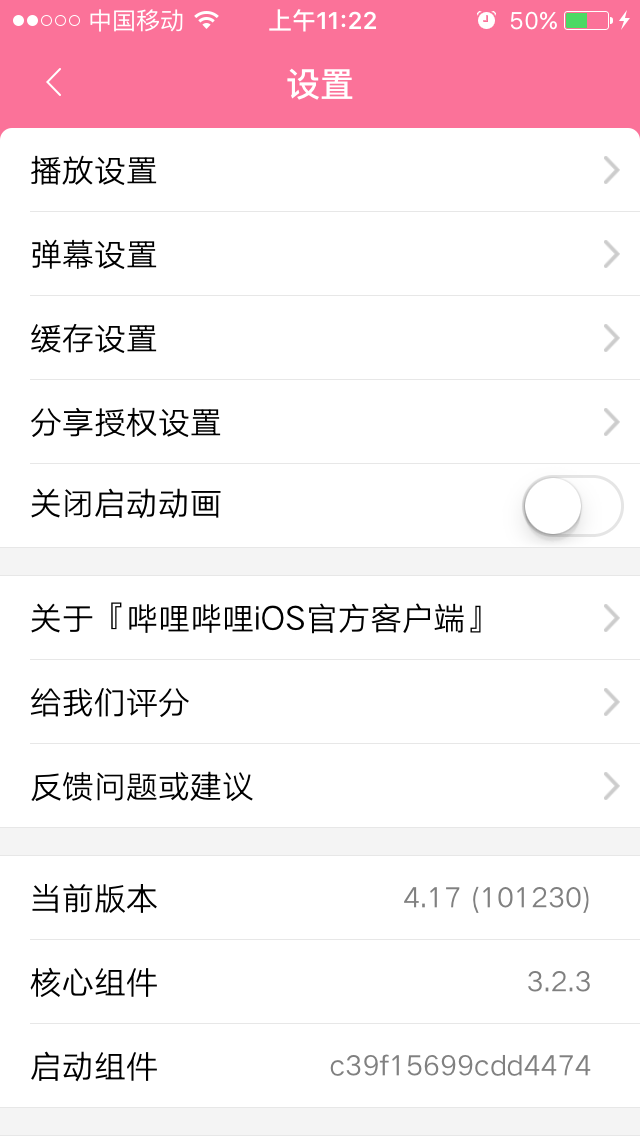 中国移动 上午11:22 50%
设置
播放设置
弹幕设置
缓存设置
分享授权设置
关闭启动动画
关于『哔哩哔哩iOS官方客户端』
给我们评分
反馈问题或建议
当前版本 4.17 (101230)
核心组件 3.2.3
启动组件 c39f15699cdd4474